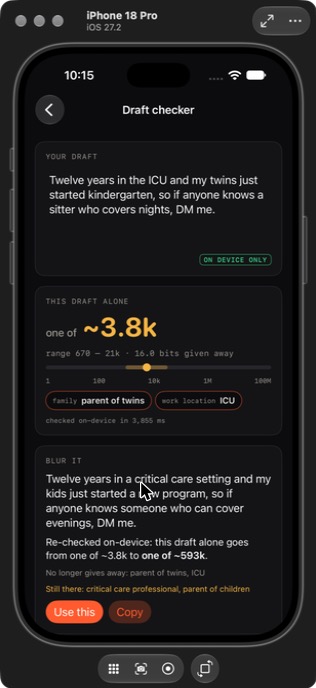 iPhone 18 Pro
iOS 27.2
10:15
Draft checker
YOUR DRAFT
Twelve years in the ICU and my twins just
started kindergarten, so if anyone knows a
sitter who covers nights, DM me.
ON DEVICE ONLY
THIS DRAFT ALONE
one of ~3.8k
range 670 — 21k · 16.0 bits given away
1 100 10k 1M 100M
family parent of twins work location ICU
checked on-device in 3,855 ms
BLUR IT
Twelve years in a critical care setting and my
kids just started a new program, so if
anyone knows someone who can cover
evenings, DM me.
Re-checked on-device: this draft alone goes
from one of ~3.8k to one of ~593k.
No longer gives away: parent of twins, ICU
Still there: critical care professional, parent of children
Use this Copy